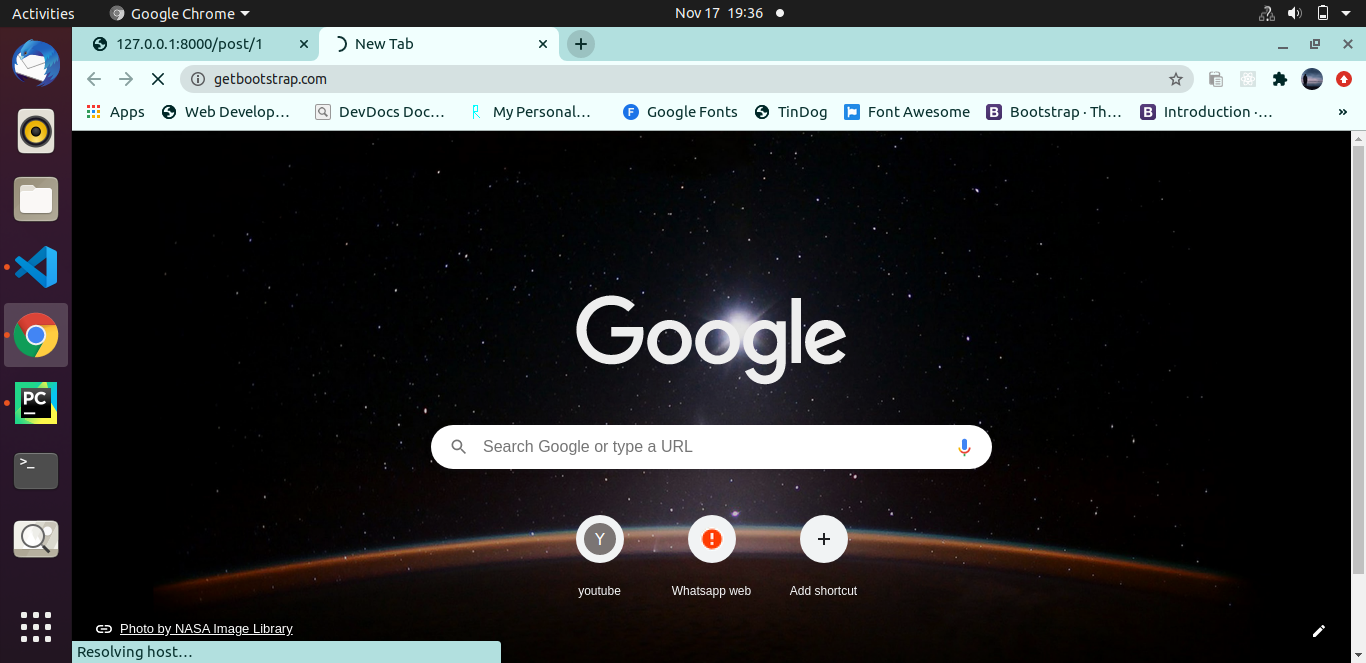 Activities Google Chrome Nov 17 19:36
127.0.0.1:8000/post/1 New Tab
getbootstrap.com
Apps Web Develop… DevDocs Doc… My Personal… Google Fonts TinDog Font Awesome Bootstrap · Th… Introduction ·…
Google
Search Google or type a URL
Y
youtube Whatsapp web Add shortcut
Photo by NASA Image Library
Resolving host…
PC
>_